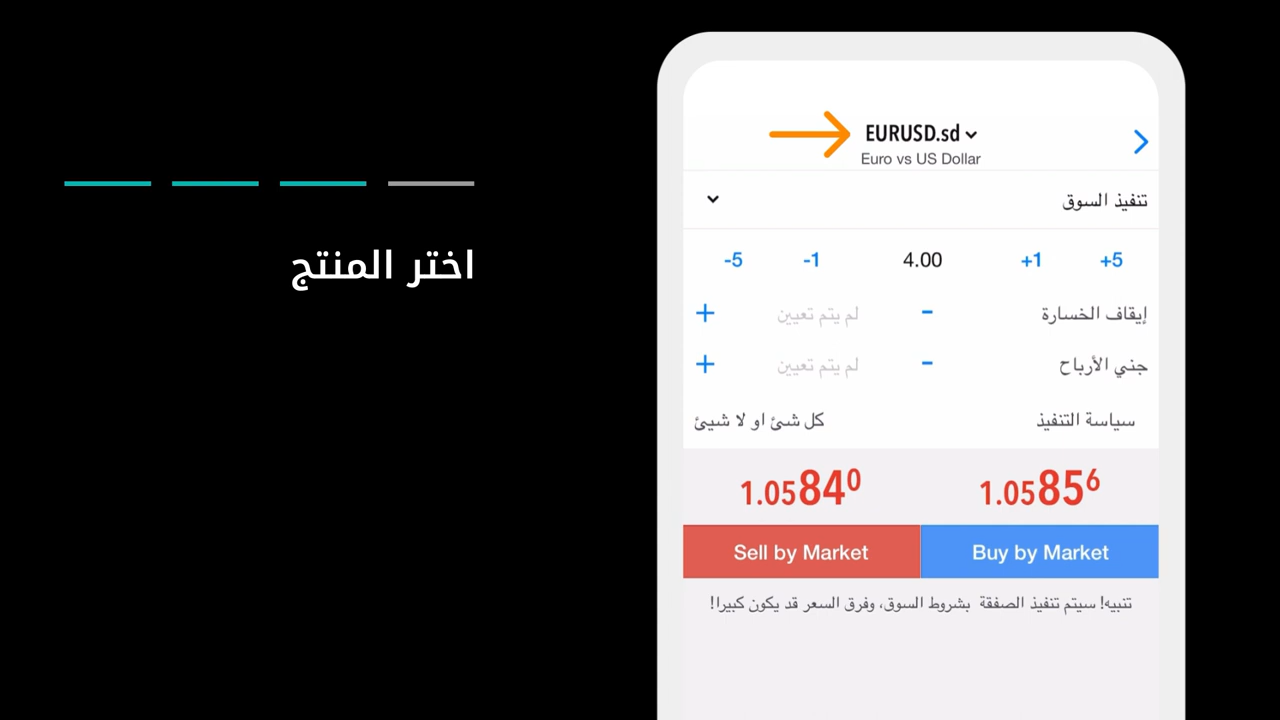 اختر المنتج
EURUSD.sd
Euro vs US Dollar
تنفيذ السوق
-5 -1 4.00 +1 +5
إيقاف الخسارة - لم يتم تعيين +
جني الأرباح - لم يتم تعيين +
سياسة التنفيذ كل شئ او لا شيئ
1.05840 1.05856
Sell by Market Buy by Market
تنبيه! سيتم تنفيذ الصفقة بشروط السوق، وفرق السعر قد يكون كبيرا!